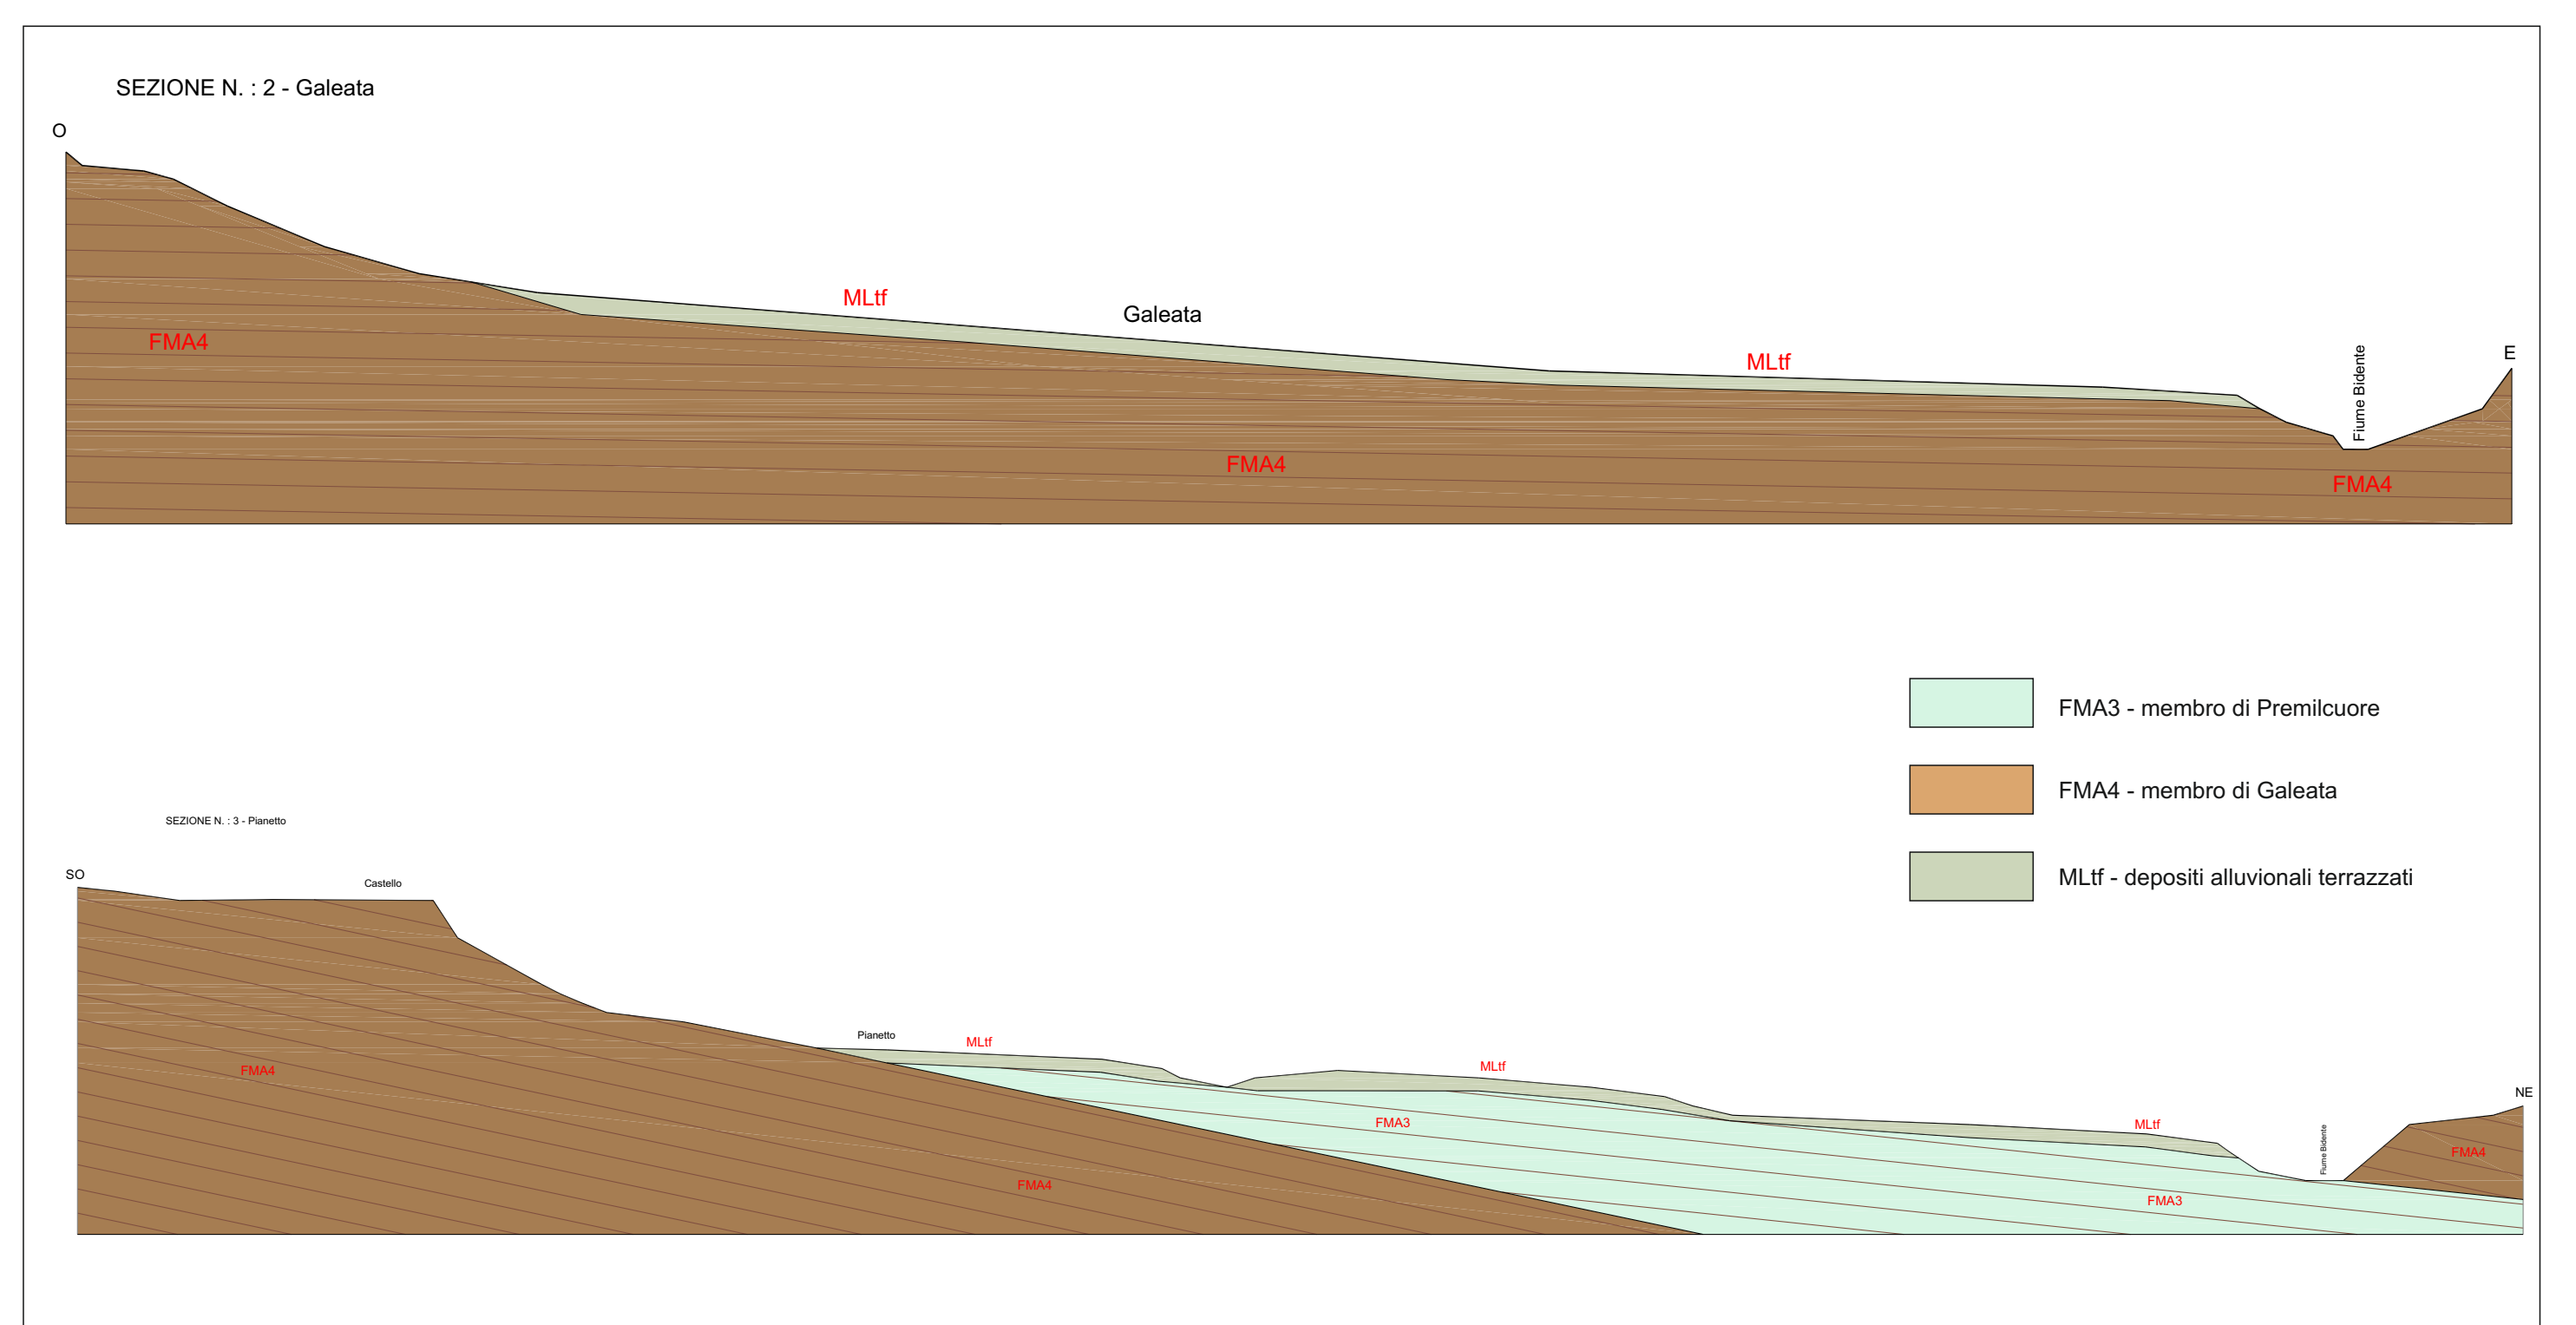 SEZIONE N. : 2 - Galeata
O
MLtf
Galeata
FMA4
MLtf
Fiume Bidente
E
FMA4
FMA4
FMA3 - membro di Premilcuore
FMA4 - membro di Galeata
MLtf - depositi alluvionali terrazzati
SEZIONE N. : 3 - Pianetto
SO
Castello
Pianetto
MLtf
MLtf
FMA4
NE
FMA3
MLtf
Fiume Bidente
FMA4
FMA4
FMA3